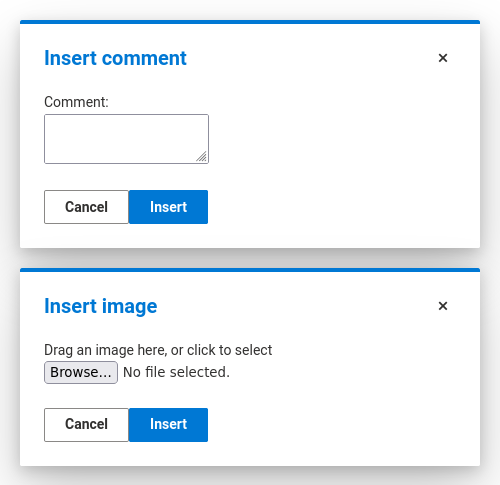 Insert comment ×
Comment:
Cancel Insert
Insert image ×
Drag an image here, or click to select
Browse... No file selected.
Cancel Insert